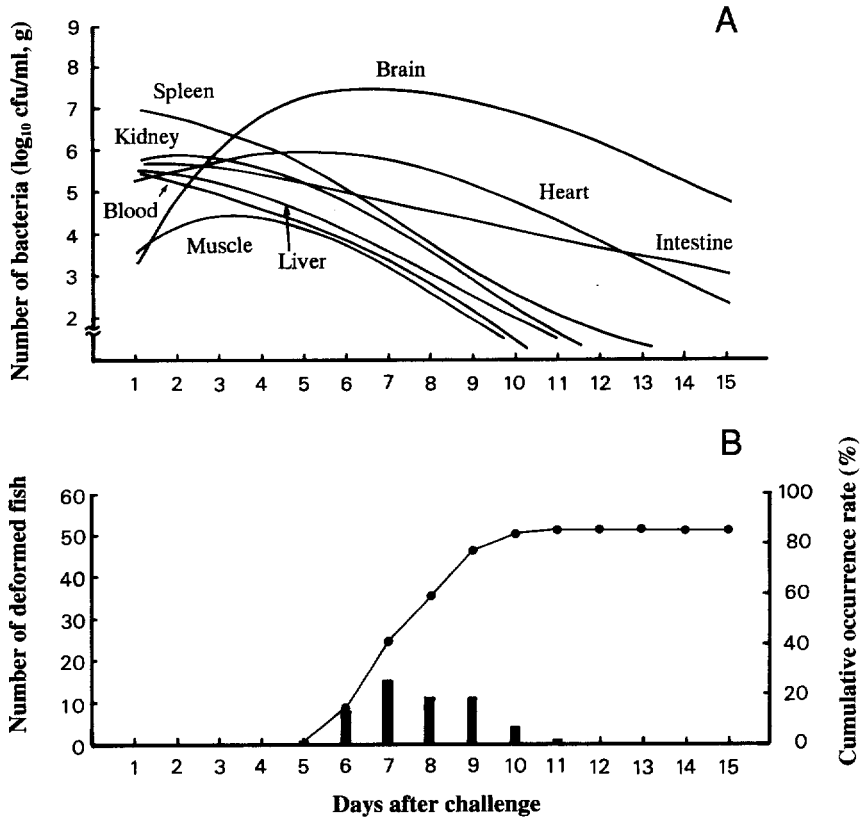 A
Number of bacteria (log₁₀ cfu/ml, g)
9
8
7
6
5
4
3
2
Spleen
Brain
Kidney
Blood
Muscle
Liver
Heart
Intestine
1 2 3 4 5 6 7 8 9 10 11 12 13 14 15
B
Number of deformed fish
60
50
40
30
20
10
0
Cumulative occurrence rate (%)
100
80
60
40
20
0
1 2 3 4 5 6 7 8 9 10 11 12 13 14 15
Days after challenge